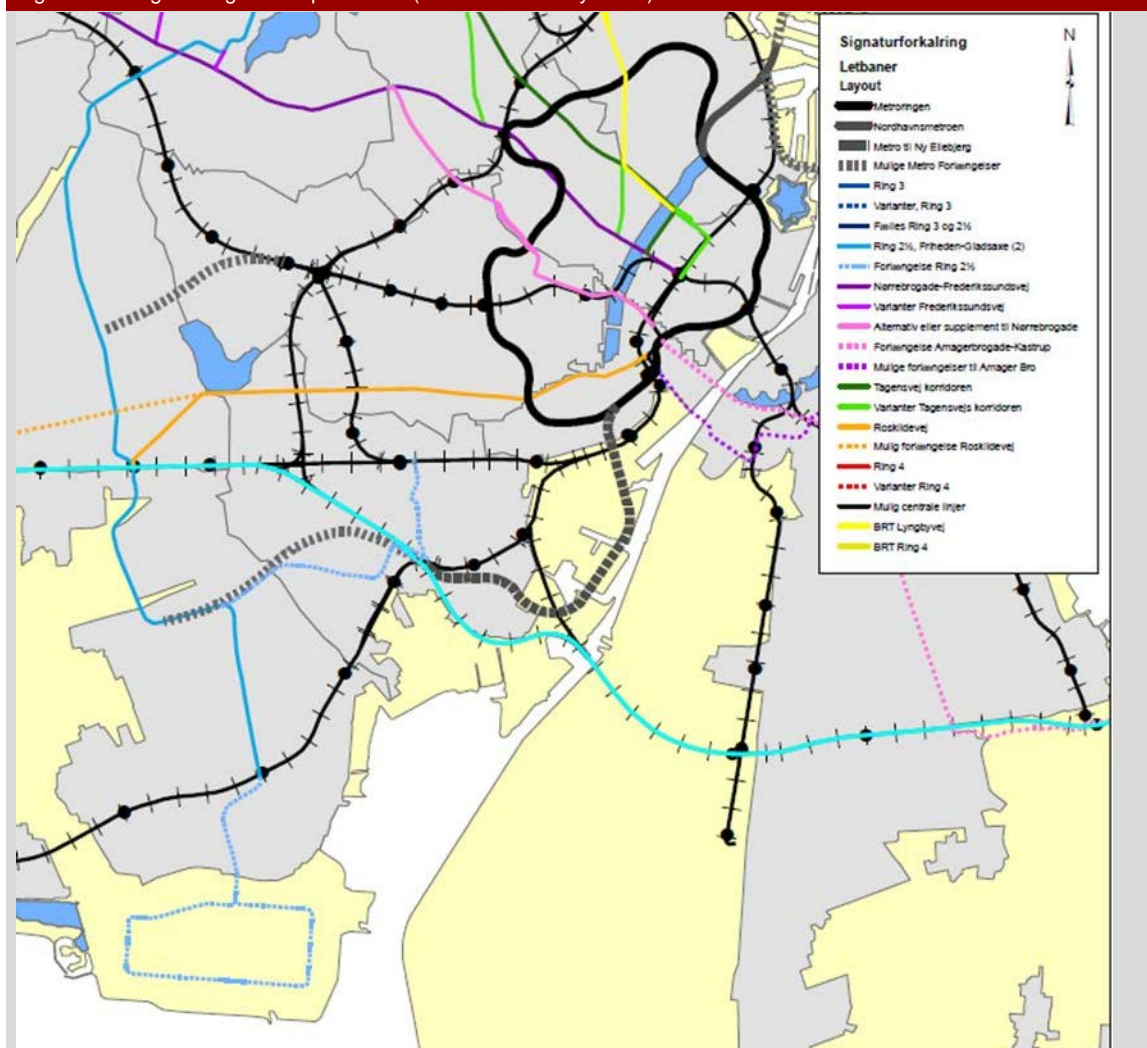 Signaturforkalring
N
Letbaner
Layout
Metroringen
Nordhavnsmetroen
Metro til Ny Ellebjerg
Mulige Metro Forlængelser
Ring 3
Varianter, Ring 3
Fælles Ring 3 og 2½
Ring 2½, Friheden-Gladsaxe (2)
Forlængelse Ring 2½
Nørrebrogade-Frederikssundsvej
Varianter Frederikssundsvej
Alternativ eller supplement til Nørrebrogade
Forlængelse Amagerbrogade-Kastrup
Mulige forlængelser til Amager Bro
Tagensvej korridoren
Varianter Tagensvejs korridoren
Roskildevej
Mulig forlængelse Roskildevej
Ring 4
Varianter Ring 4
Mulig centrale linjer
BRT Lyngbyvej
BRT Ring 4